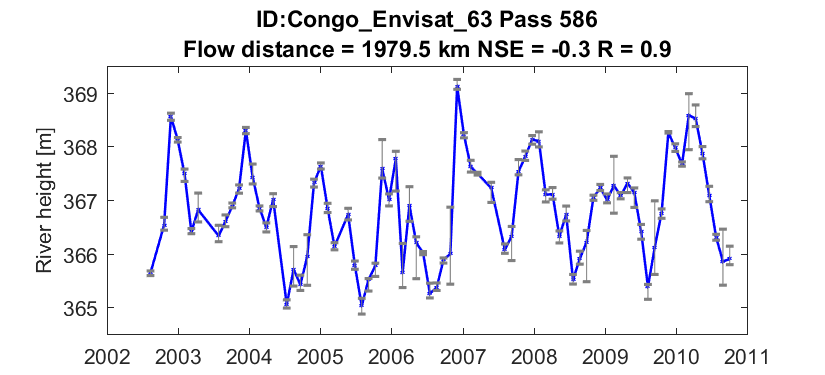 ID:Congo_Envisat_63 Pass 586
Flow distance = 1979.5 km NSE = -0.3 R = 0.9
369
368
367
366
365
River height [m]
2002 2003 2004 2005 2006 2007 2008 2009 2010 2011